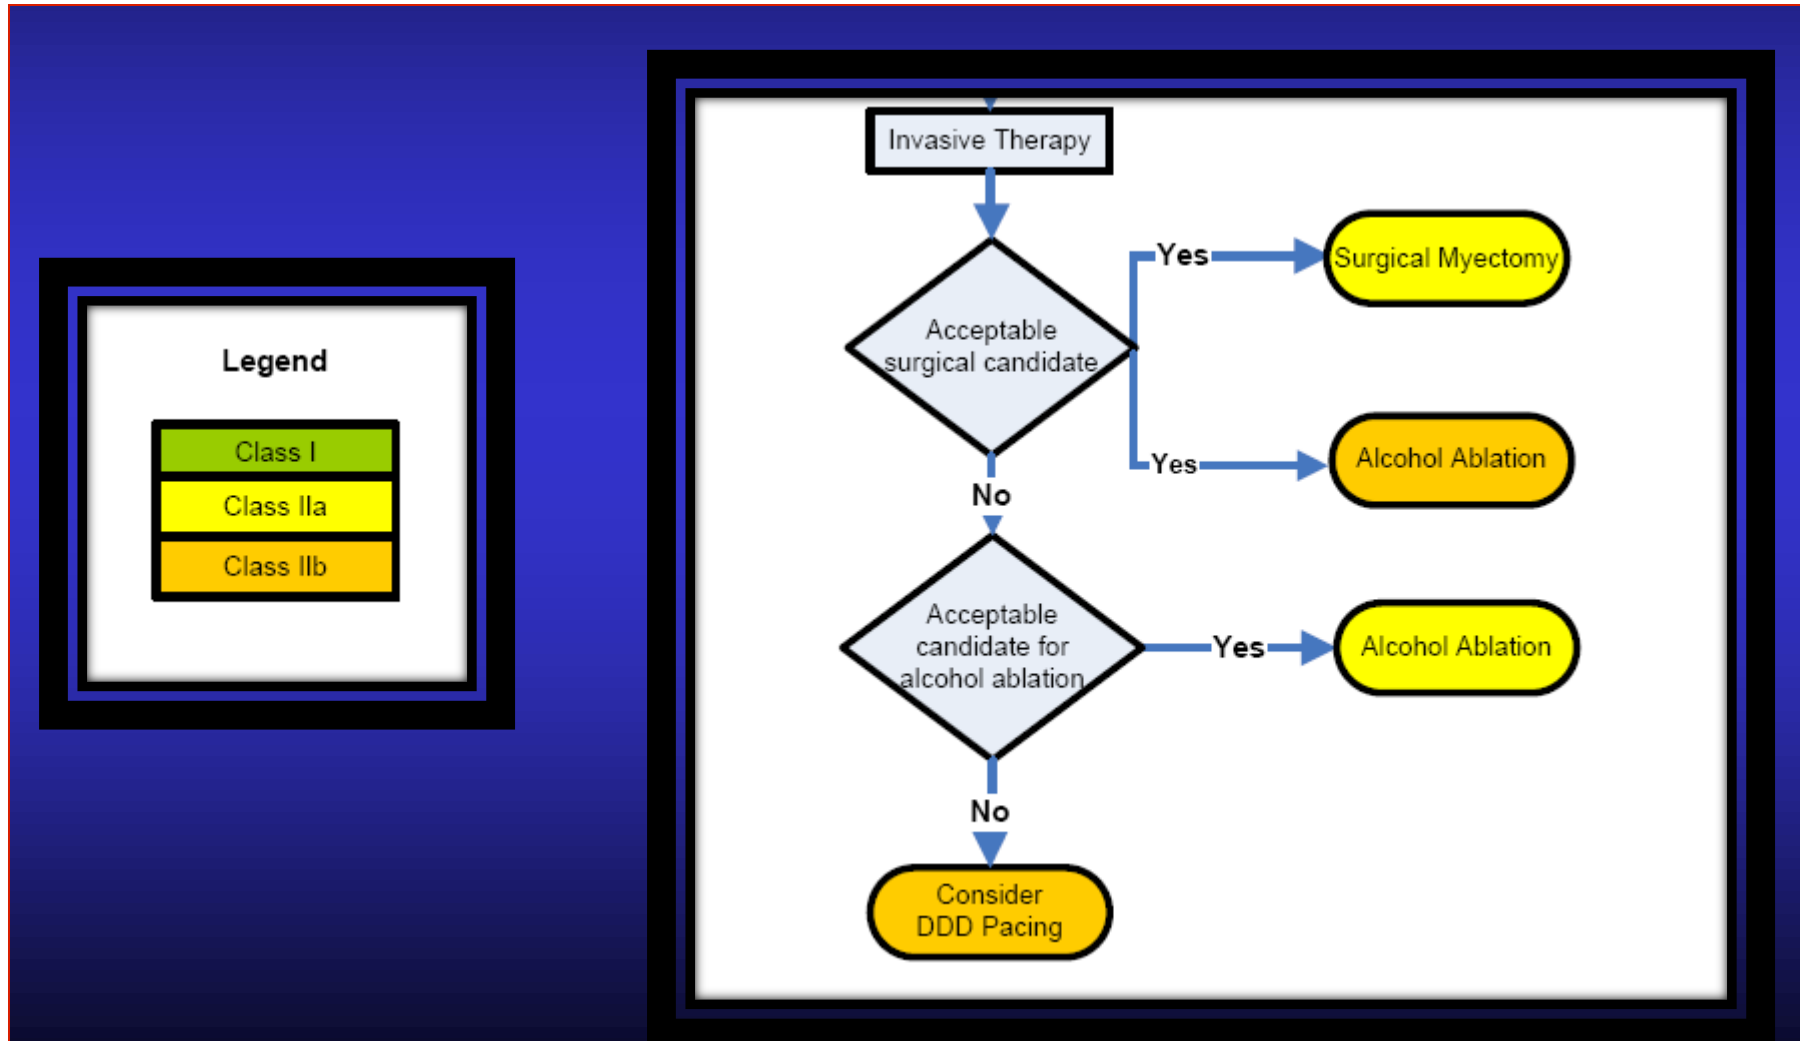 Legend
Class I
Class IIa
Class IIb
Invasive Therapy
Acceptable
surgical candidate
Yes
Surgical Myectomy
Yes
Alcohol Ablation
No
Acceptable
candidate for
alcohol ablation
Yes
Alcohol Ablation
No
Consider
DDD Pacing